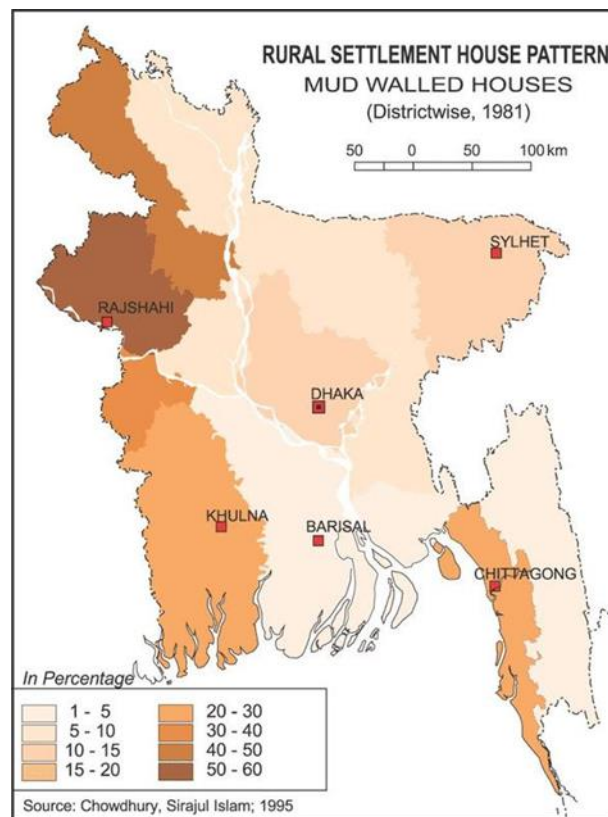 RURAL SETTLEMENT HOUSE PATTERN
MUD WALLED HOUSES
(Districtwise, 1981)
50 0 50 100 km
SYLHET
RAJSHAHI
DHAKA
KHULNA
BARISAL
CHITTAGONG
In Percentage
1 - 5 20 - 30
5 - 10 30 - 40
10 - 15 40 - 50
15 - 20 50 - 60
Source: Chowdhury, Sirajul Islam; 1995